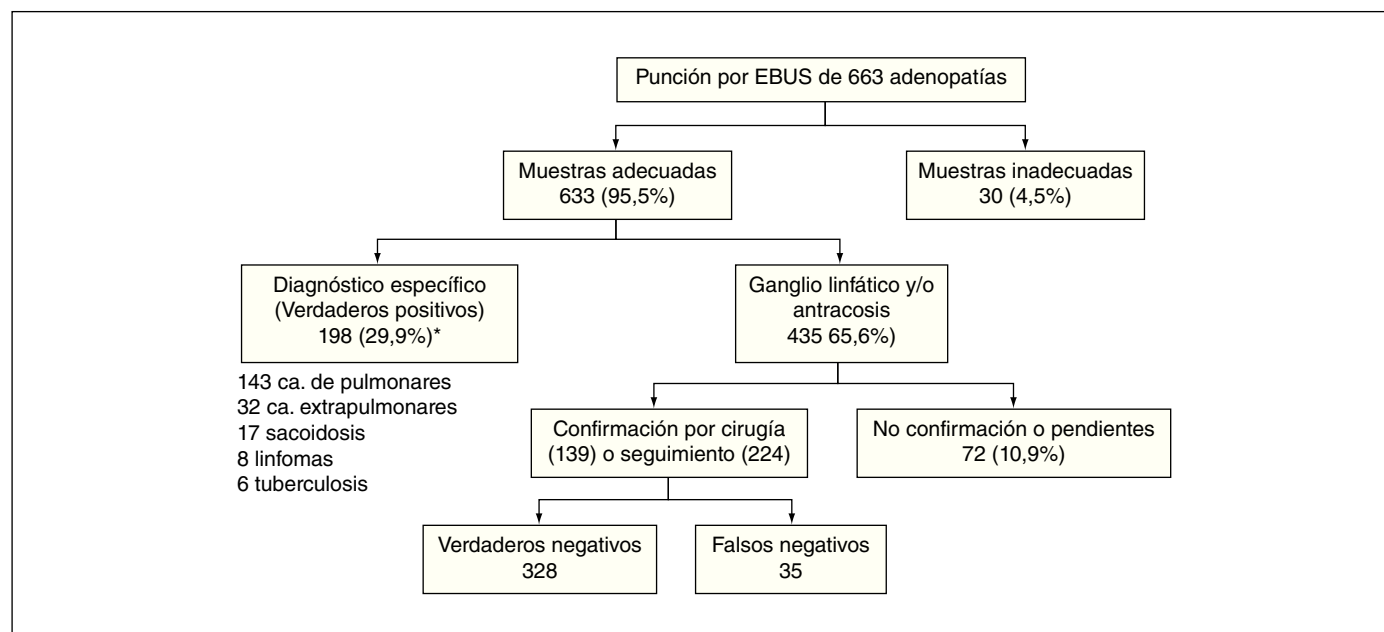 Punción por EBUS de 663 adenopatías
Muestras adecuadas
633 (95,5%)
Muestras inadecuadas
30 (4,5%)
Diagnóstico específico
(Verdaderos positivos)
198 (29,9%)*
143 ca. de pulmonares
32 ca. extrapulmonares
17 sacoidosis
8 linfomas
6 tuberculosis
Ganglio linfático y/o
antracosis
435 65,6%)
Confirmación por cirugía
(139) o seguimiento (224)
No confirmación o pendientes
72 (10,9%)
Verdaderos negativos
328
Falsos negativos
35